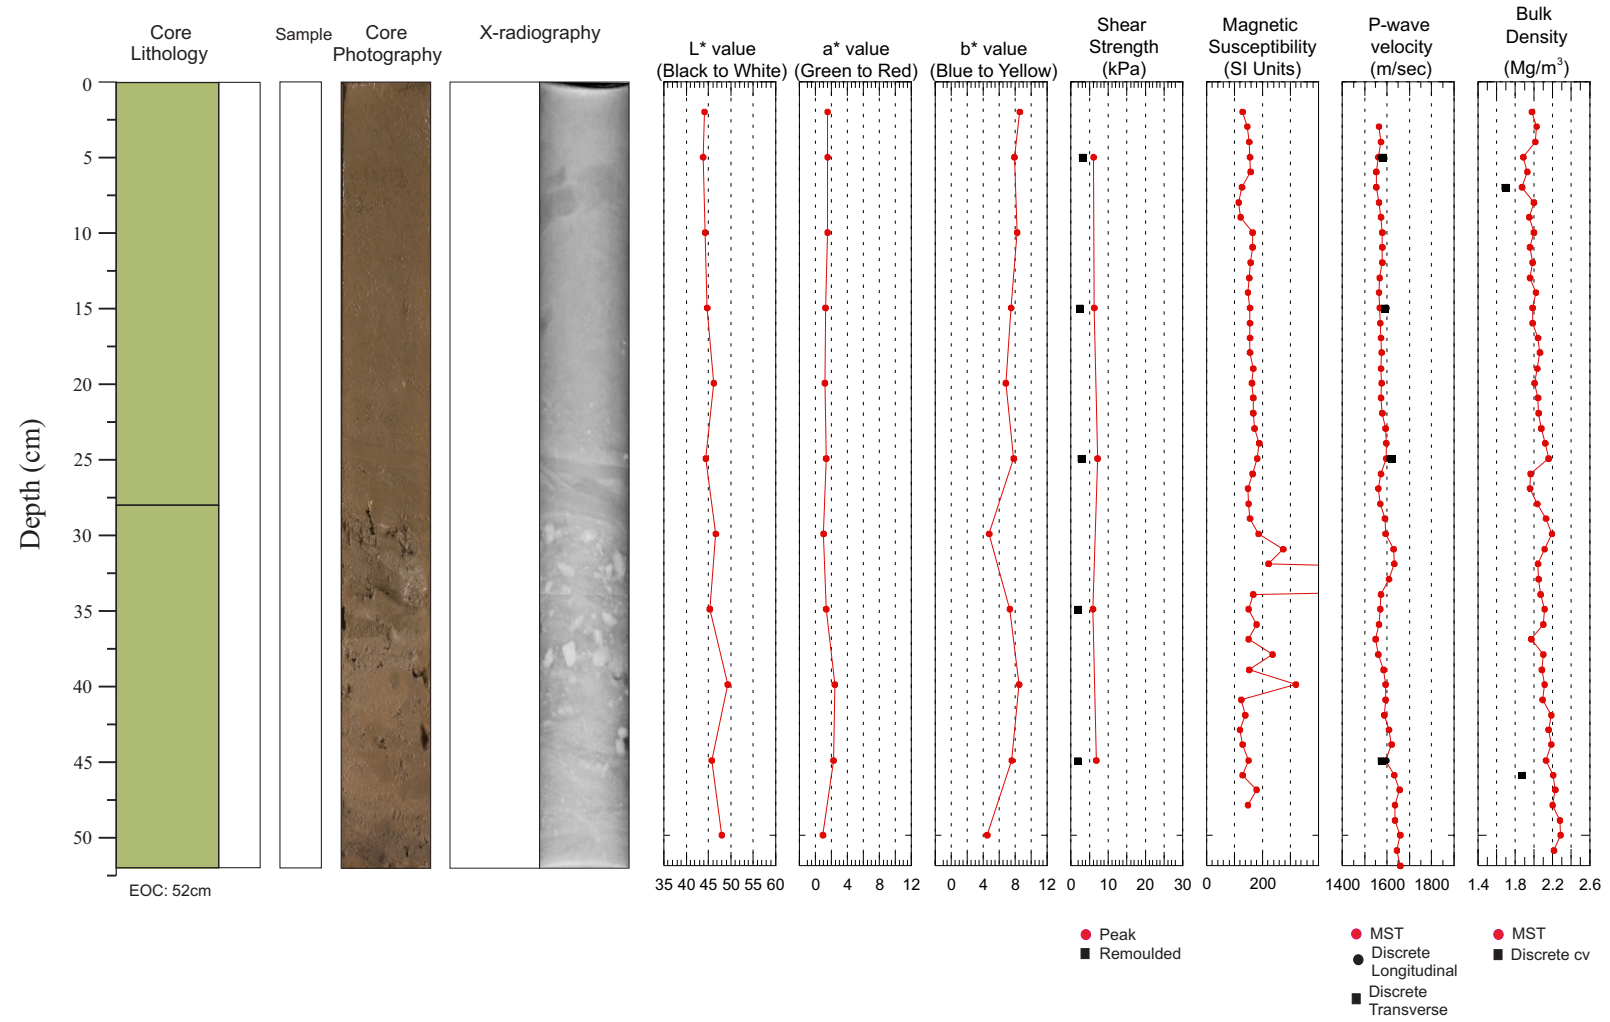 Core
Lithology
Sample
Core
Photography
X-radiography
L* value
(Black to White)
a* value
(Green to Red)
b* value
(Blue to Yellow)
Shear
Strength
(kPa)
Magnetic
Susceptibility
(SI Units)
P-wave
velocity
(m/sec)
Bulk
Density
(Mg/m³)
Depth (cm)
0
5
10
15
20
25
30
35
40
45
50
EOC: 52cm
35 40 45 50 55 60
0 4 8 12
0 4 8 12
0 10 20 30
0 200
1400 1600 1800
1.4 1.8 2.2 2.6
Peak
Remoulded
MST
Discrete
Longitudinal
Discrete
Transverse
MST
Discrete cv